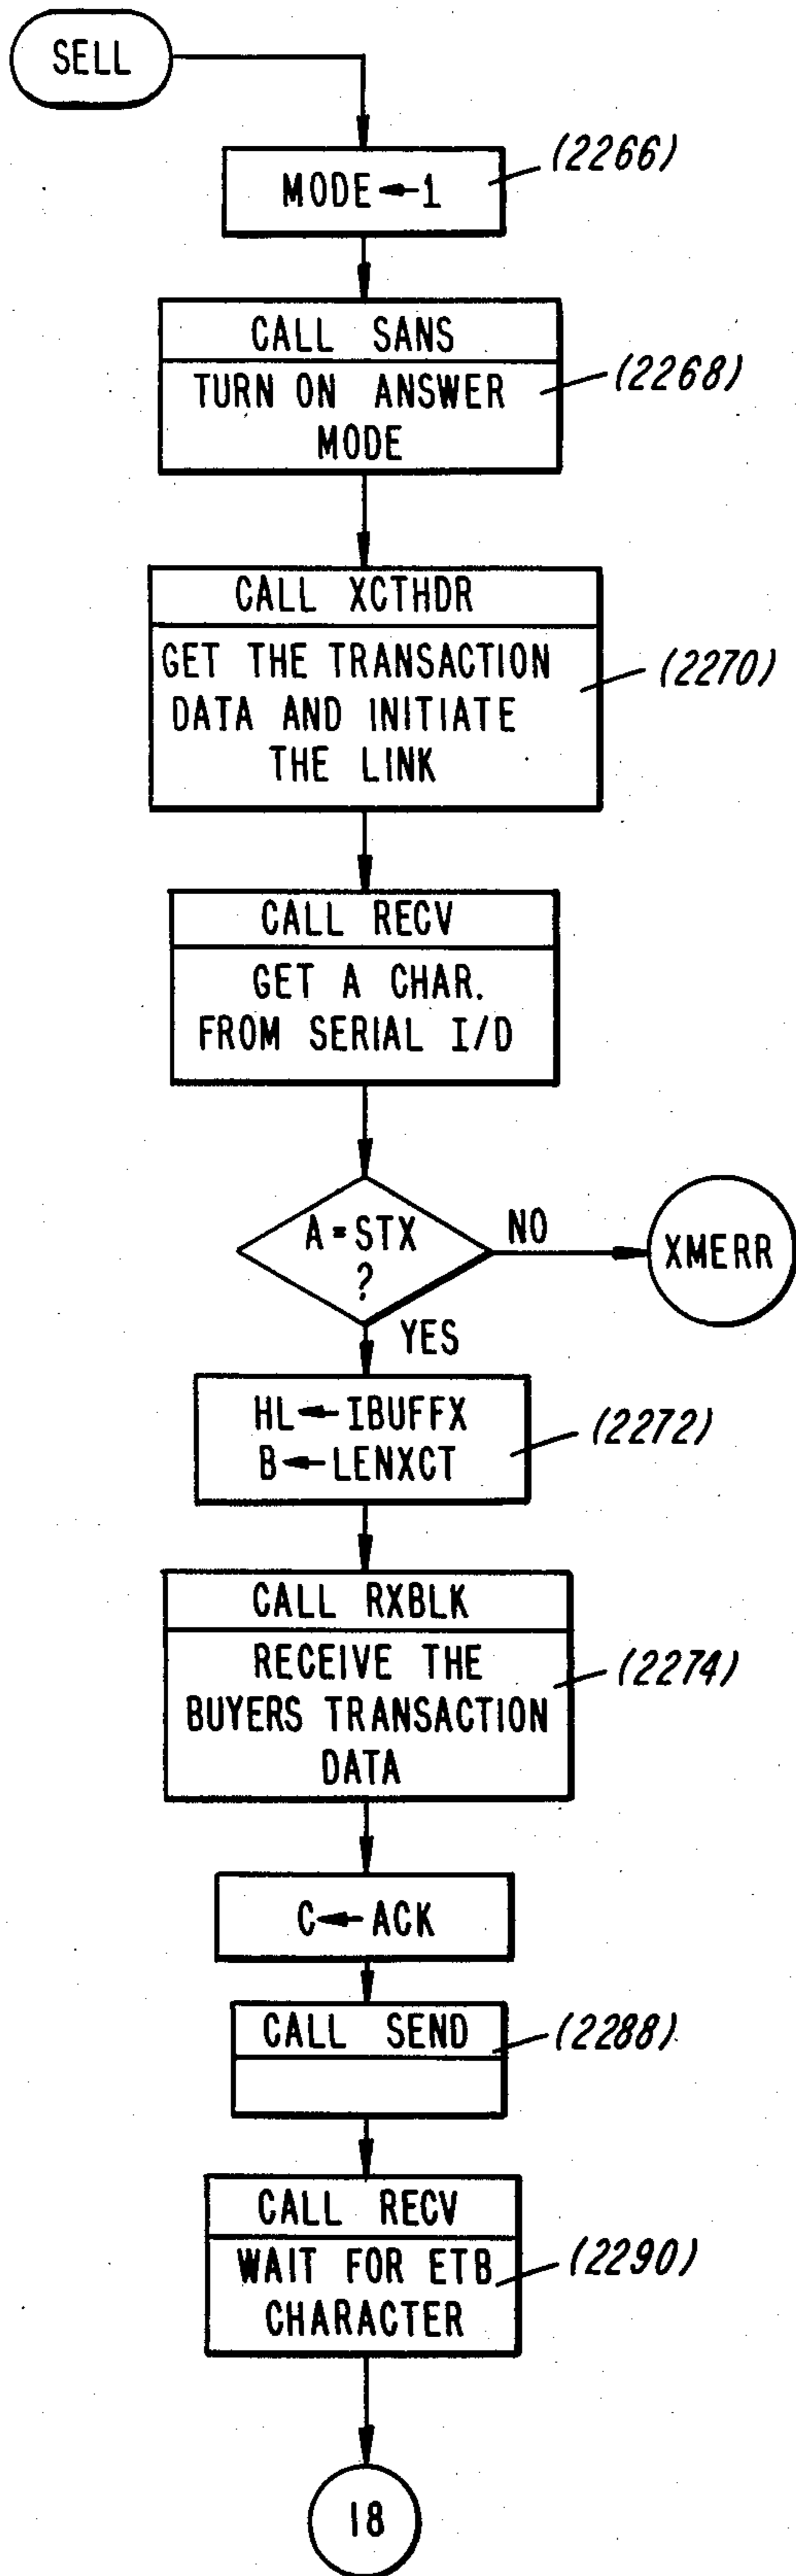 SELL
MODE←1
(2266)
CALL SANS
TURN ON ANSWER
MODE
(2268)
CALL XCTHDR
GET THE TRANSACTION
DATA AND INITIATE
THE LINK
(2270)
CALL RECV
GET A CHAR.
FROM SERIAL I/D
A=STX
?
NO
XMERR
YES
HL←IBUFFX
B←LENXCT
(2272)
CALL RXBLK
RECEIVE THE
BUYERS TRANSACTION
DATA
(2274)
C←ACK
CALL SEND
(2288)
CALL RECV
WAIT FOR ETB
CHARACTER
(2290)
18